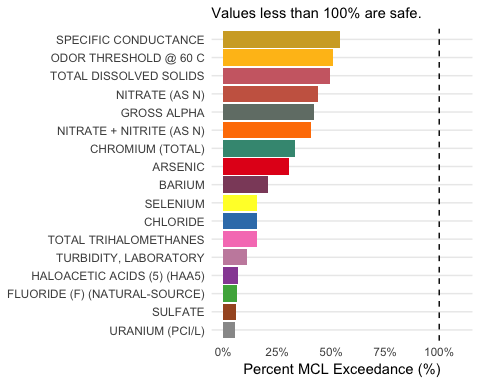 Values less than 100% are safe.
SPECIFIC CONDUCTANCE
ODOR THRESHOLD @ 60 C
TOTAL DISSOLVED SOLIDS
NITRATE (AS N)
GROSS ALPHA
NITRATE + NITRITE (AS N)
CHROMIUM (TOTAL)
ARSENIC
BARIUM
SELENIUM
CHLORIDE
TOTAL TRIHALOMETHANES
TURBIDITY, LABORATORY
HALOACETIC ACIDS (5) (HAA5)
FLUORIDE (F) (NATURAL-SOURCE)
SULFATE
URANIUM (PCI/L)
0% 25% 50% 75% 100%
Percent MCL Exceedance (%)